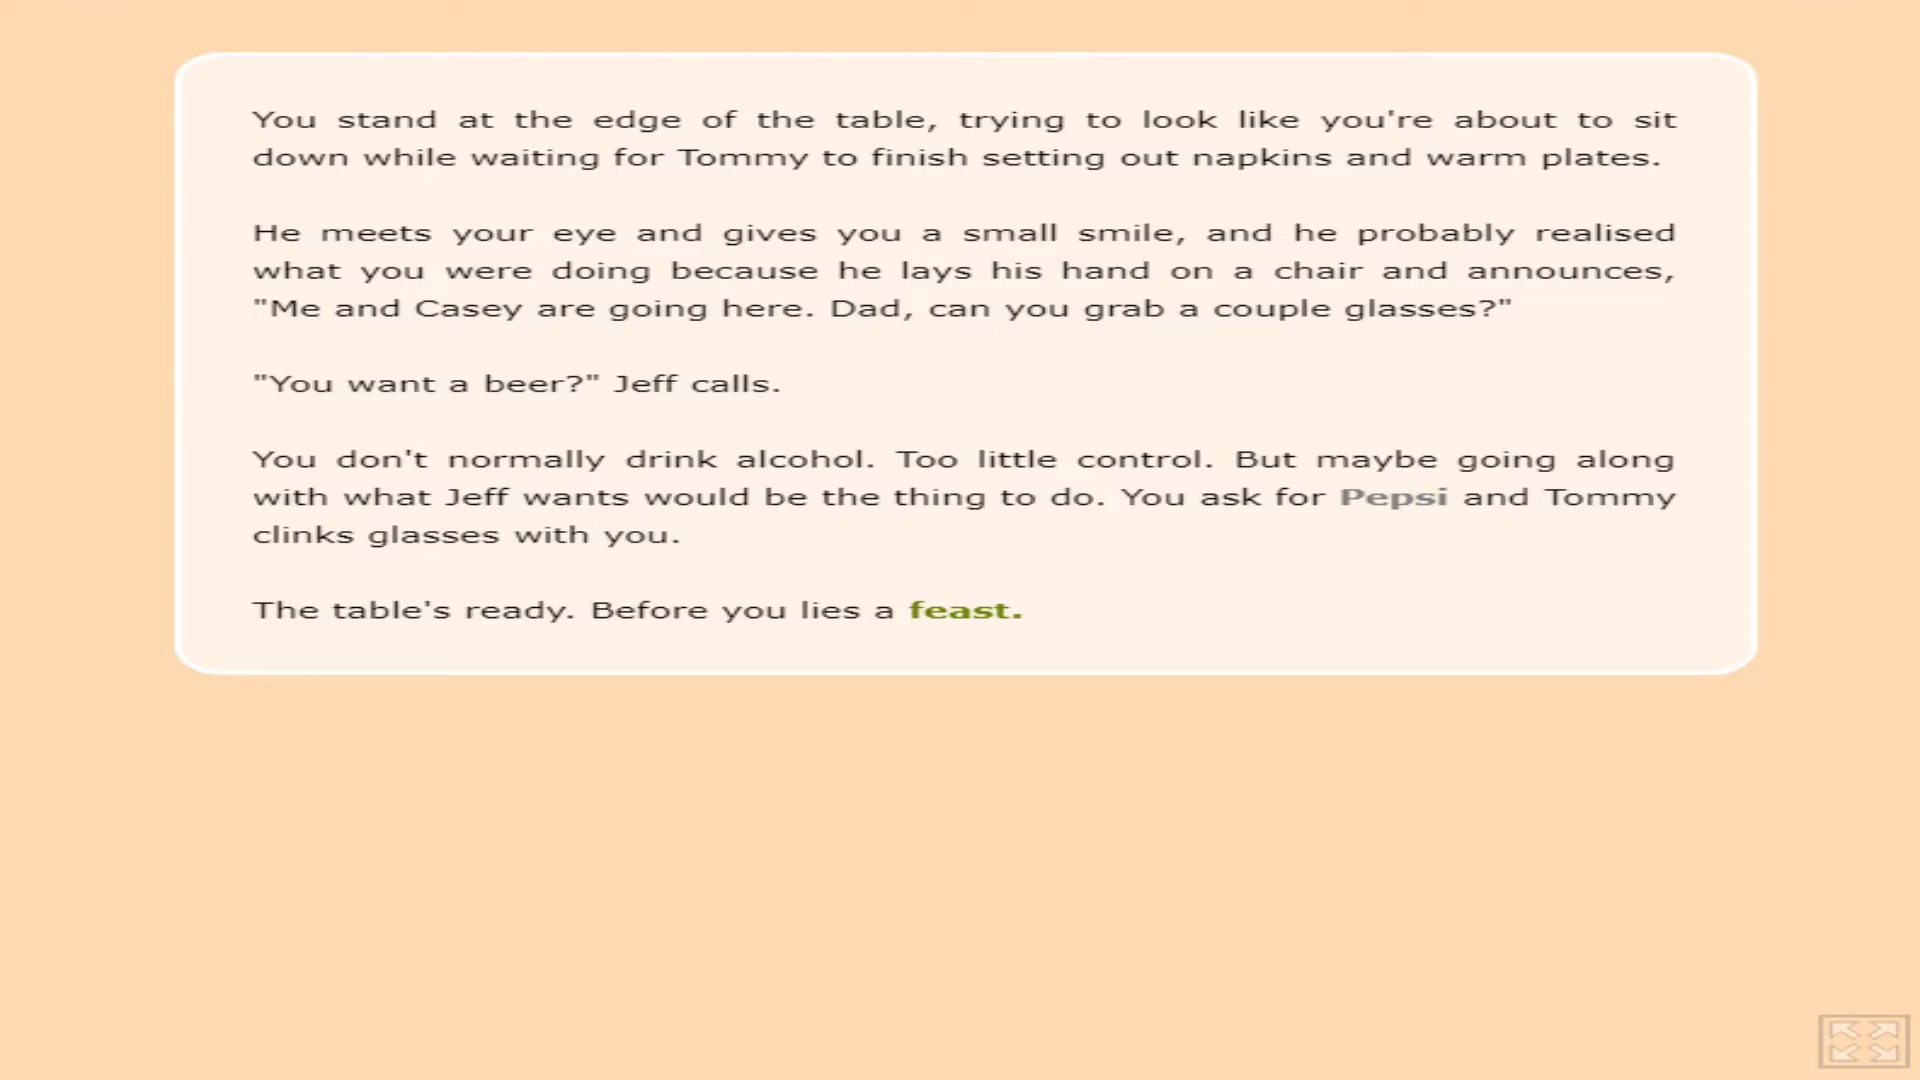 You stand at the edge of the table, trying to look like you're about to sit
down while waiting for Tommy to finish setting out napkins and warm plates.
He meets your eye and gives you a small smile, and he probably realised
what you were doing because he lays his hand on a chair and announces,
"Me and Casey are going here. Dad, can you grab a couple glasses?"
"You want a beer?" Jeff calls.
You don't normally drink alcohol. Too little control. But maybe going along
with what Jeff wants would be the thing to do. You ask for Pepsi and Tommy
clinks glasses with you.
The table's ready. Before you lies a feast.